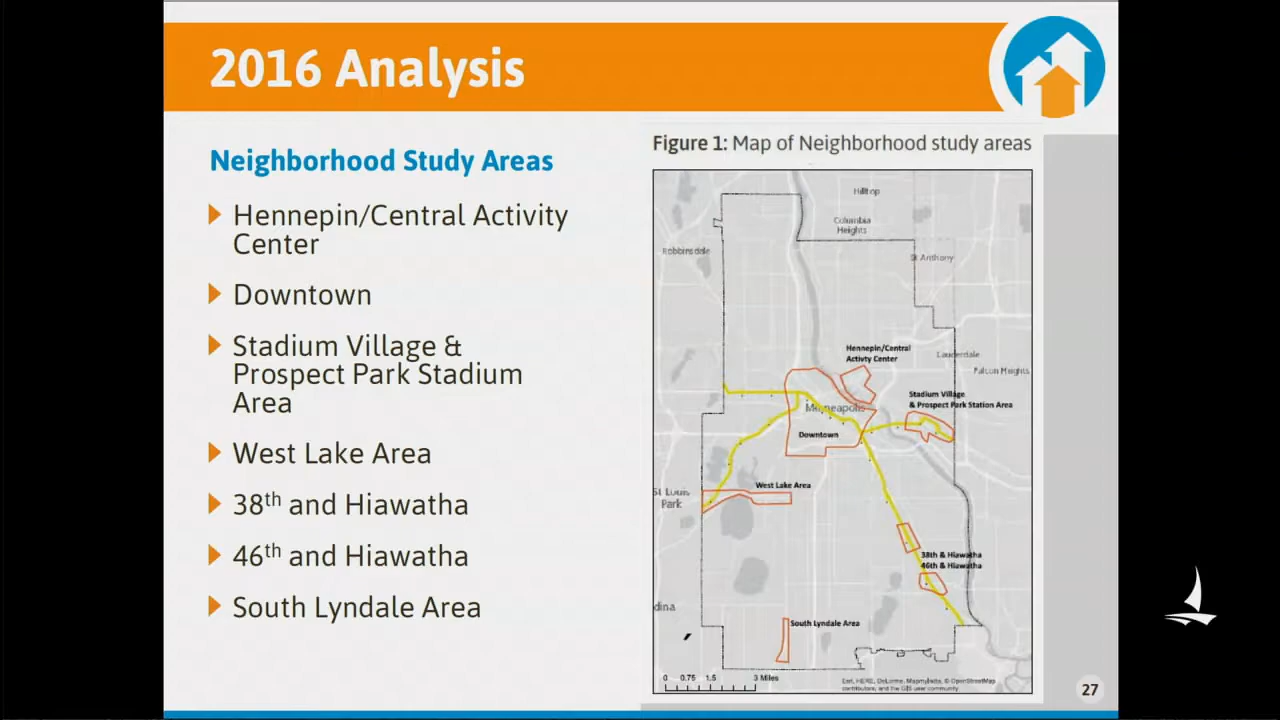 2016 Analysis
Neighborhood Study Areas
Hennepin/Central Activity
Center
Downtown
Stadium Village &
Prospect Park Stadium
Area
West Lake Area
38th and Hiawatha
46th and Hiawatha
South Lyndale Area
Figure 1: Map of Neighborhood study areas
Hilltop
Columbia
Heights
Robbinsdale
St Anthony
Hennepin/Central
Activty Center
Lauderdale
Falcon Heights
Stadium Village
& Prospect Park Station Area
Minneapolis
Downtown
West Lake Area
St Louis
Park
38th & Hiawatha
46th & Hiawatha
dina
South Lyndale Area
0 0.75 1.5 3 Miles
Esri, HERE, DeLorme, MapmyIndia, © OpenStreetMap
contributors, and the GIS user community
27